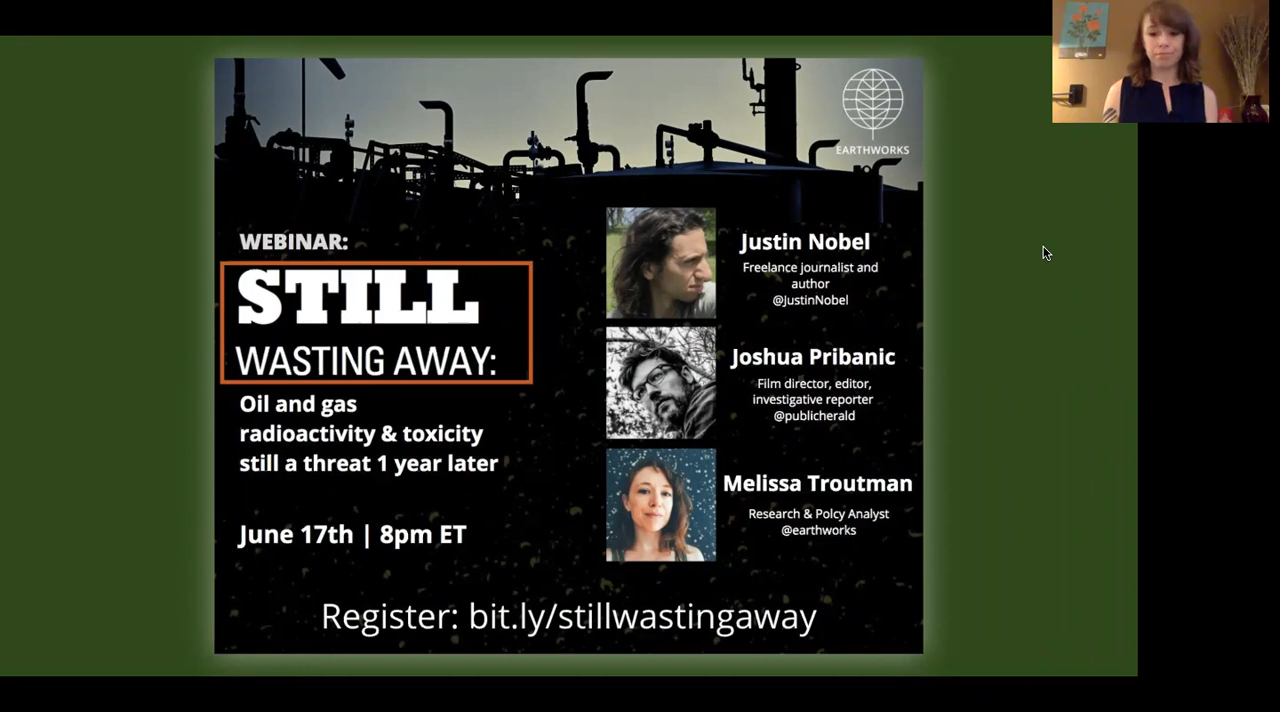 EARTHWORKS
WEBINAR:
STILL
WASTING AWAY:
Oil and gas
radioactivity & toxicity
still a threat 1 year later
June 17th | 8pm ET
Justin Nobel
Freelance journalist and
author
@JustinNobel
Joshua Pribanic
Film director, editor,
investigative reporter
@publicherald
Melissa Troutman
Research & Polcy Analyst
@earthworks
Register: bit.ly/stillwastingaway